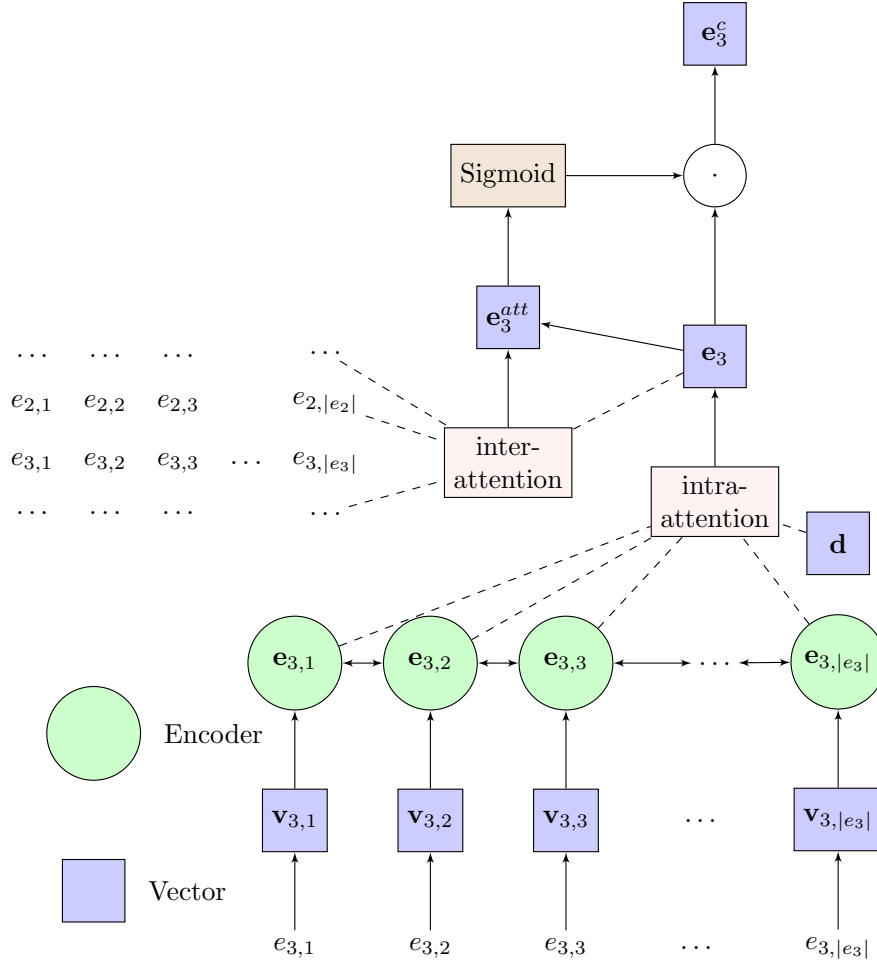 e_3^c
Sigmoid
·
e_3^{att}
e_3
… … … …
e_{2,1} e_{2,2} e_{2,3} e_{2,|e_2|}
e_{3,1} e_{3,2} e_{3,3} … e_{3,|e_3|}
… … … …
inter-
attention
intra-
attention
d
e_{3,1} e_{3,2} e_{3,3} … e_{3,|e_3|}
Encoder
v_{3,1} v_{3,2} v_{3,3} … v_{3,|e_3|}
Vector
e_{3,1} e_{3,2} e_{3,3} … e_{3,|e_3|}